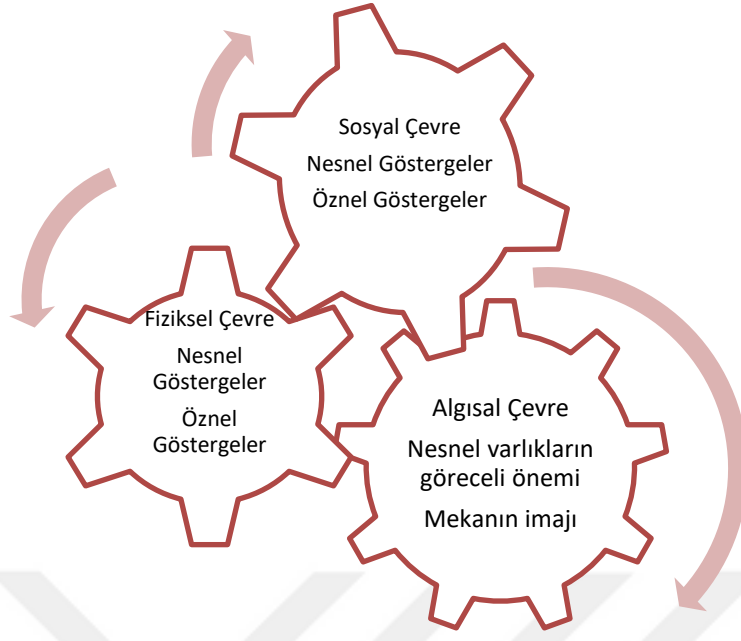 Sosyal Çevre
Nesnel Göstergeler
Öznel Göstergeler
Fiziksel Çevre
Nesnel
Göstergeler
Öznel
Göstergeler
Algısal Çevre
Nesnel varlıkların
göreceli önemi
Mekanın imajı